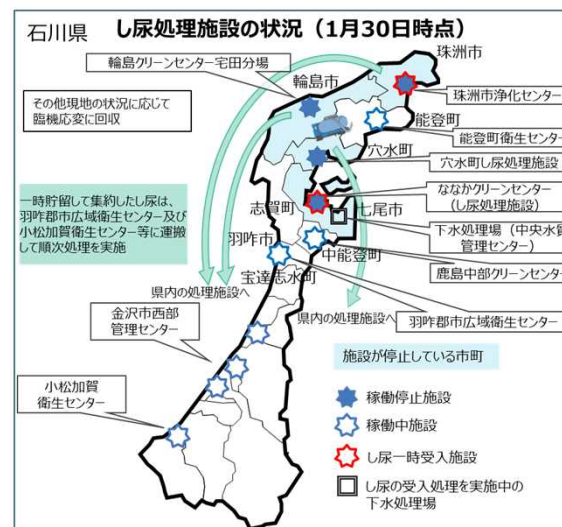 石川県
し尿処理施設の状況(1月30日時点)
珠洲市
輪島クリーンセンター宅田分場
輪島市
その他現地の状況に応じて
臨機応変に回収
珠洲市浄化センター
能登町
能登町衛生センター
穴水町
穴水町し尿処理施設
一時貯留して集約したし尿は、
羽咋郡市広域衛生センター及び
小松加賀衛生センター等に運搬
して順次処理を実施
ななかクリーンセンター
(し尿処理施設)
志賀町
七尾市
下水処理場(中央水質
管理センター)
羽咋市
中能登町
鹿島中部クリーンセンター
宝達志水町
県内の処理施設へ
県内の処理施設へ
羽咋郡市広域衛生センター
金沢市西部
管理センター
施設が停止している市町
小松加賀
衛生センター
稼働停止施設
稼働中施設
し尿一時受入施設
し尿の受入処理を実施中の
下水処理場